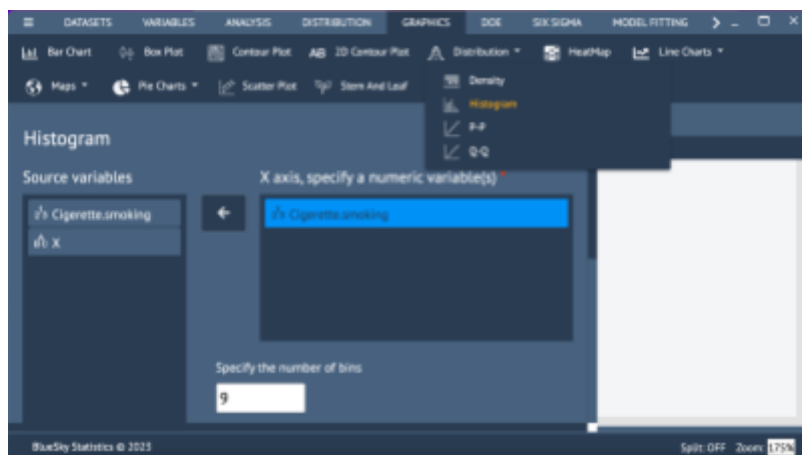 ☰ DATASETS VARIABLES ANALYSIS DISTRIBUTION GRAPHICS DOE SIX SIGMA MODEL FITTING
Bar Chart Box Plot Contour Plot AB 2D Contour Plot Distribution HeatMap Line Charts
Maps Pie Charts Scatter Plot Stem And Leaf
Density
Histogram
P-P
Q-Q
Histogram
Source variables X axis, specify a numeric variable(s) *
Cigerette.smoking Cigerette.smoking
X
Specify the number of bins
9
BlueSky Statistics © 2023 Split: OFF Zoom: 175%